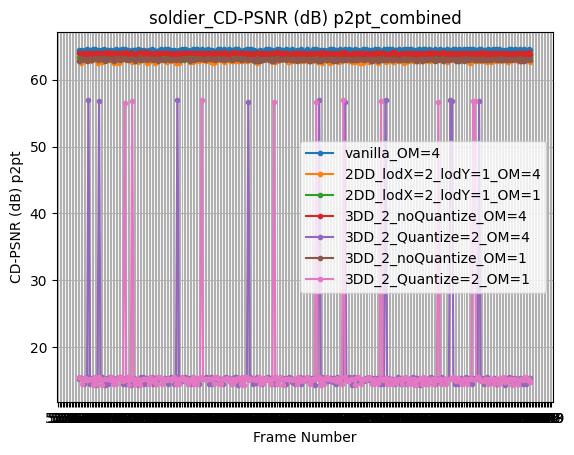 soldier_CD-PSNR (dB) p2pt_combined
CD-PSNR (dB) p2pt
60
50
40
30
20
vanilla_OM=4
2DD_lodX=2_lodY=1_OM=4
2DD_lodX=2_lodY=1_OM=1
3DD_2_noQuantize_OM=4
3DD_2_Quantize=2_OM=4
3DD_2_noQuantize_OM=1
3DD_2_Quantize=2_OM=1
Frame Number